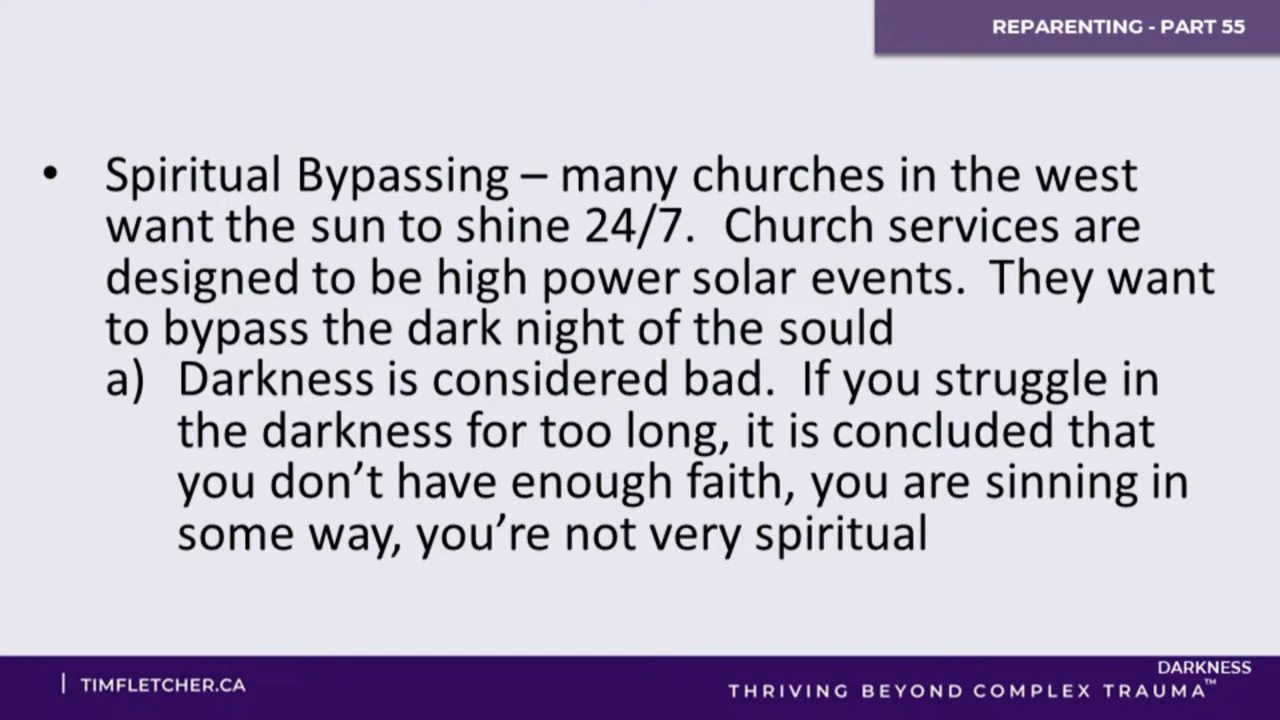 REPARENTING - PART 55
• Spiritual Bypassing – many churches in the west
want the sun to shine 24/7.  Church services are
designed to be high power solar events.  They want
to bypass the dark night of the sould
a) Darkness is considered bad.  If you struggle in
the darkness for too long, it is concluded that
you don’t have enough faith, you are sinning in
some way, you’re not very spiritual
| TIMFLETCHER.CA
DARKNESS
THRIVING BEYOND COMPLEX TRAUMA™